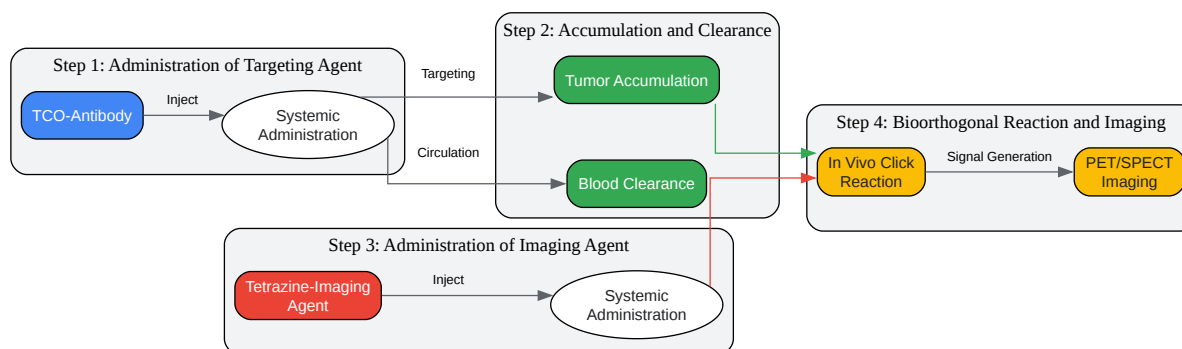 Step 1: Administration of Targeting Agent
TCO-Antibody
Inject
Systemic
Administration
Targeting
Circulation
Step 2: Accumulation and Clearance
Tumor Accumulation
Blood Clearance
Step 3: Administration of Imaging Agent
Tetrazine-Imaging
Agent
Inject
Systemic
Administration
Step 4: Bioorthogonal Reaction and Imaging
In Vivo Click
Reaction
Signal Generation
PET/SPECT
Imaging